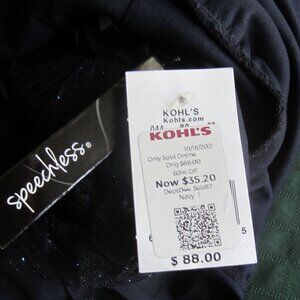 speechless®
KOHL'S
Kohls.com
KOHL'S
10/18/2021
Only Sold Online
Orig $88.00
60% Off
Now $35.20
Navy
$ 88.00